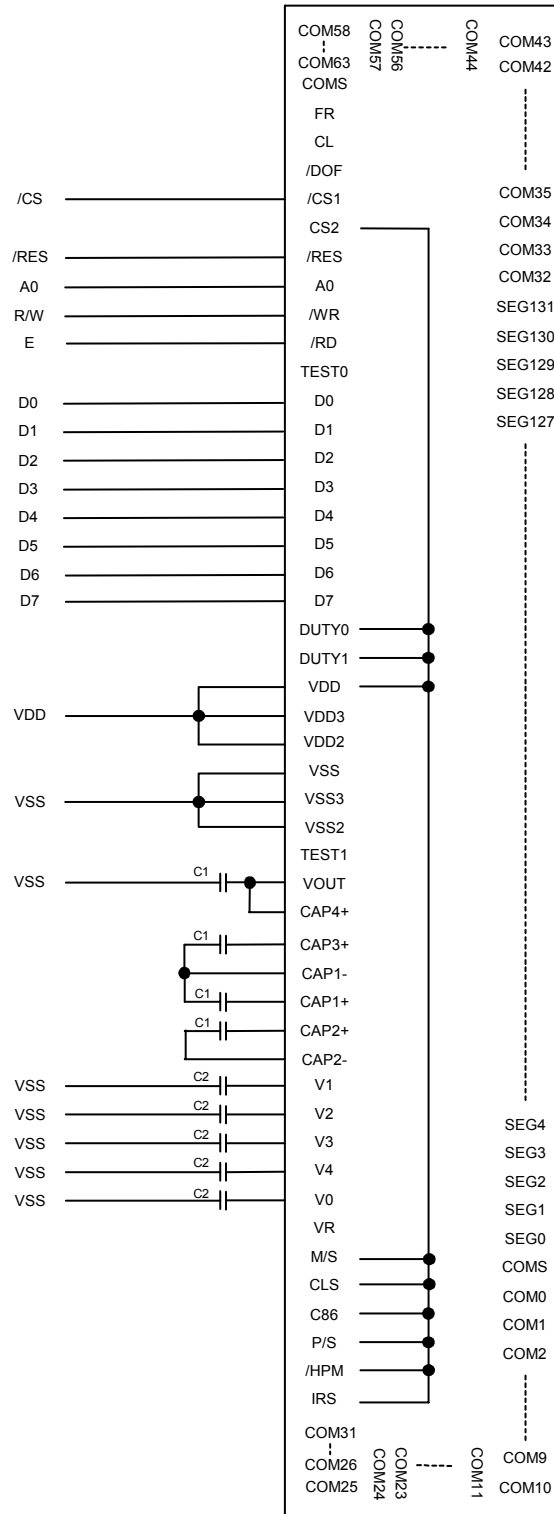 COM58
COM63
COMS
FR
CL
/DOF
/CS1
CS2
/RES
A0
/WR
/RD
TEST0
D0
D1
D2
D3
D4
D5
D6
D7
DUTY0
DUTY1
VDD
VDD3
VDD2
VSS
VSS3
VSS2
TEST1
VOUT
CAP4+
CAP3+
CAP1-
CAP1+
CAP2+
CAP2-
V1
V2
V3
V4
V0
VR
M/S
CLS
C86
P/S
/HPM
IRS
COM31
COM26
COM25
/CS
/RES
A0
R/W
E
D0
D1
D2
D3
D4
D5
D6
D7
VDD
VSS
VSS
C1
C1
C1
C1
VSS
C2
VSS
C2
VSS
C2
VSS
C2
VSS
C2
COM57
COM56
COM44
COM43
COM42
COM35
COM34
COM33
COM32
SEG131
SEG130
SEG129
SEG128
SEG127
SEG4
SEG3
SEG2
SEG1
SEG0
COMS
COM0
COM1
COM2
COM9
COM10
COM24
COM23
COM11